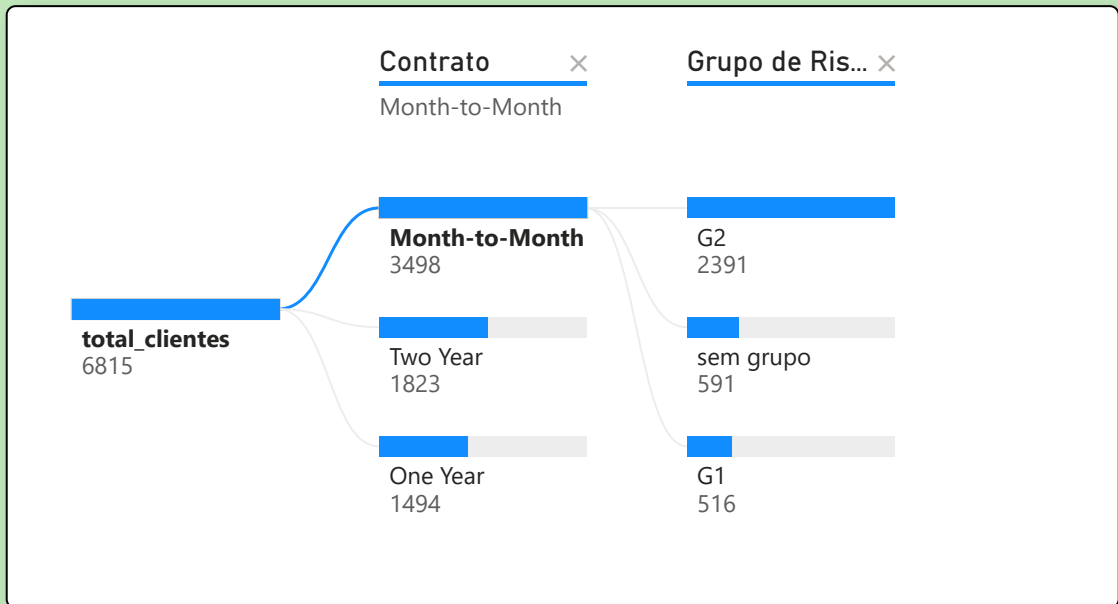 Contrato
Grupo de Ris...
Month-to-Month
Month-to-Month
3498
G2
2391
total_clientes
6815
Two Year
1823
sem grupo
591
One Year
1494
G1
516